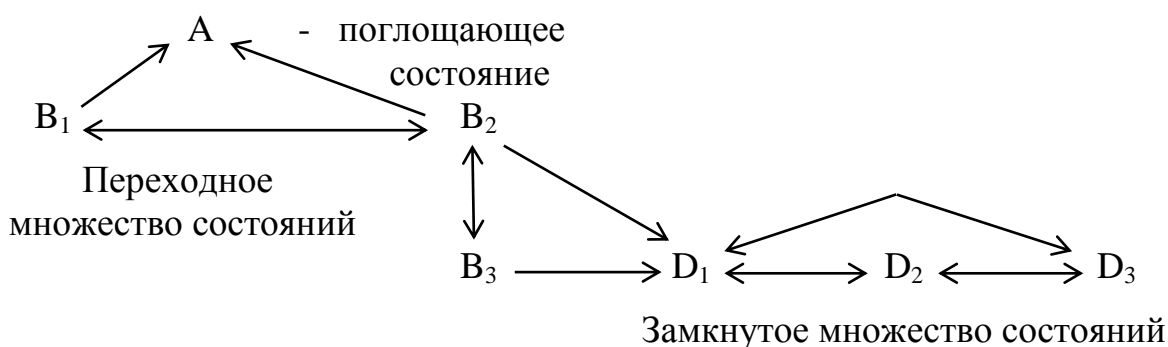 A - поглощающее
состояние
B₁ B₂
Переходное
множество состояний
B₃ D₁ D₂ D₃
Замкнутое множество состояний